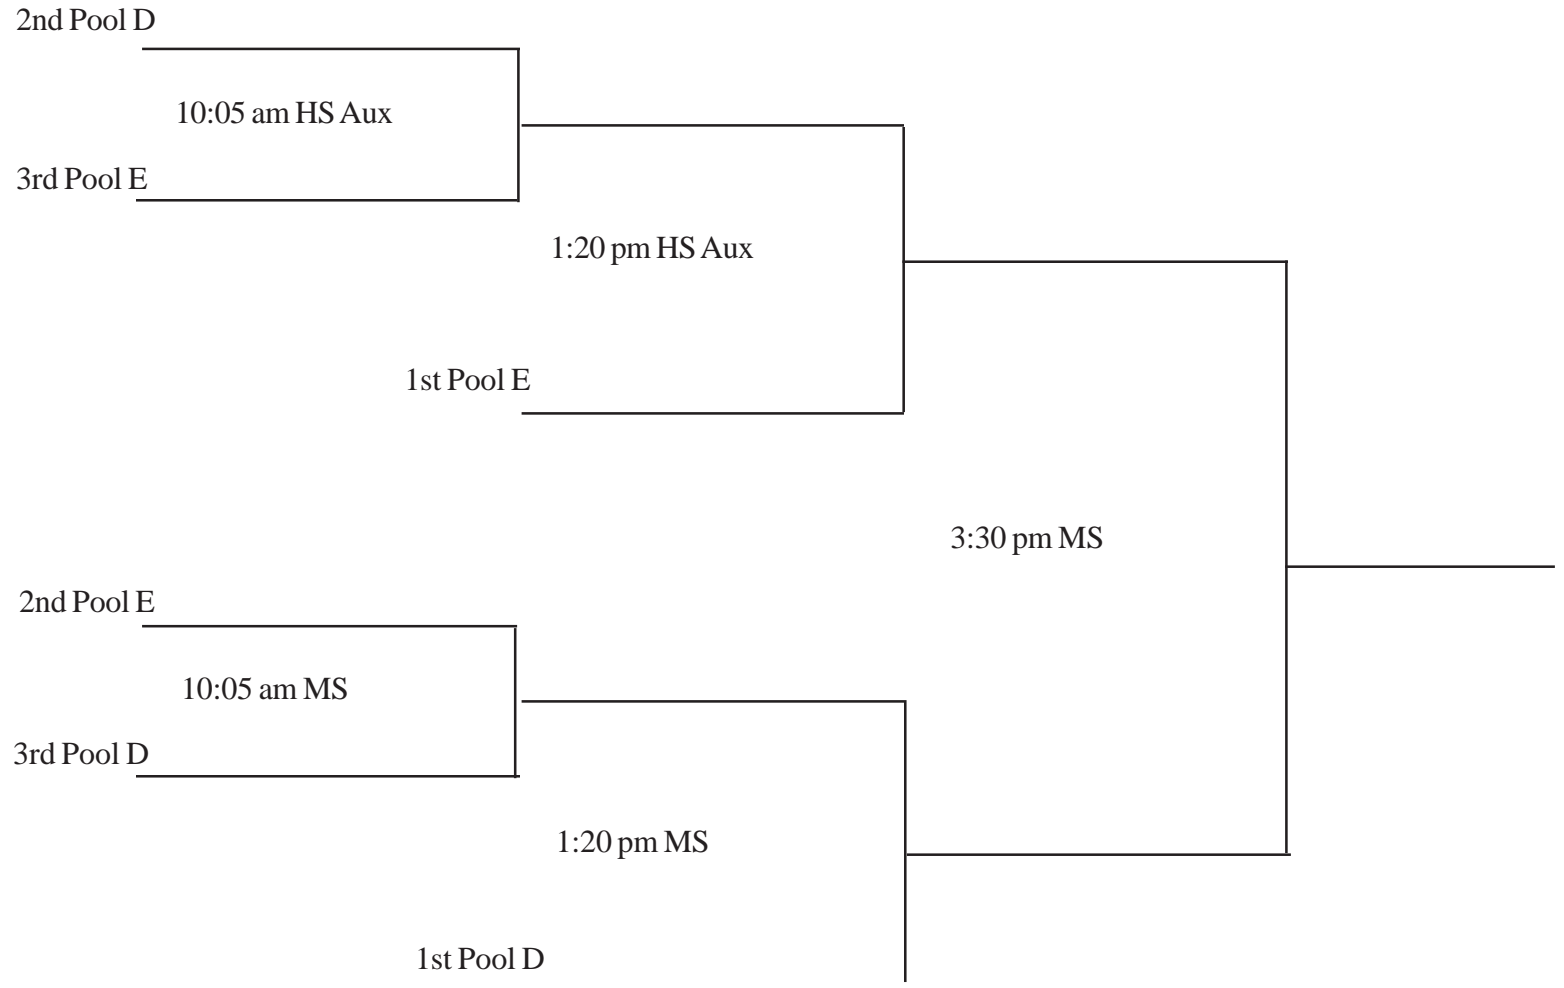 2nd Pool D
10:05 am HS Aux
3rd Pool E
1:20 pm HS Aux
1st Pool E
3:30 pm MS
2nd Pool E
10:05 am MS
3rd Pool D
1:20 pm MS
1st Pool D